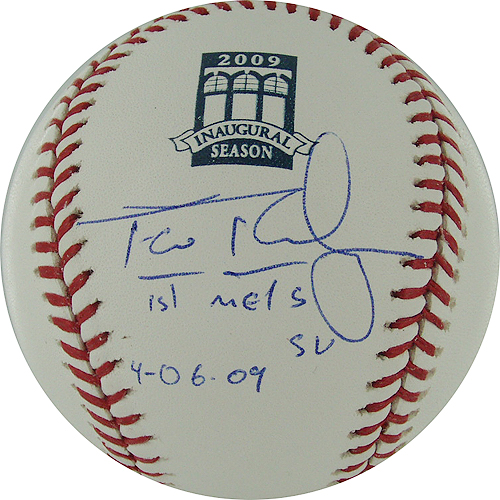 2009
INAUGURAL
SEASON
1st Mets
SV
4-06-09